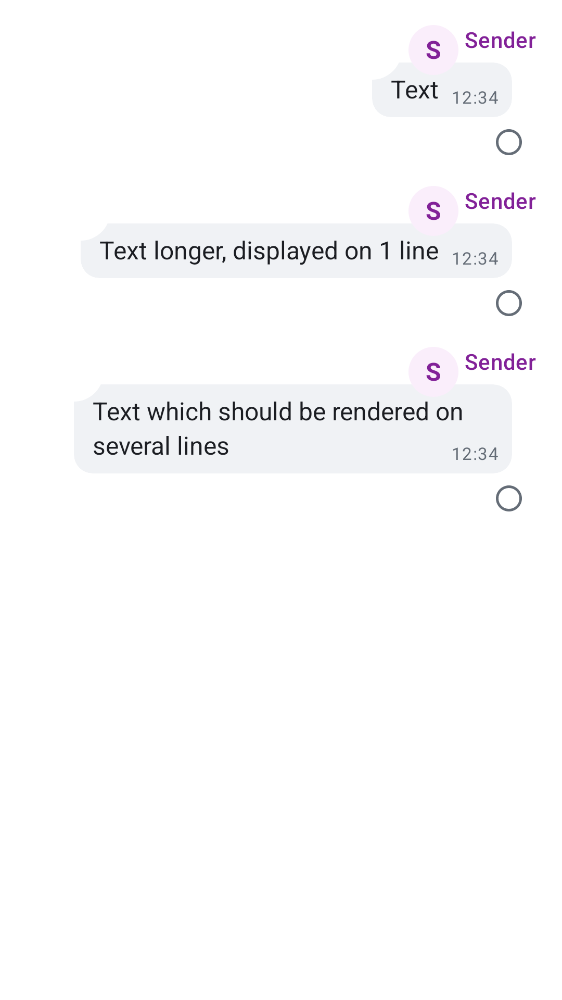 S Sender
Text 12:34
S Sender
Text longer, displayed on 1 line 12:34
S Sender
Text which should be rendered on
several lines 12:34